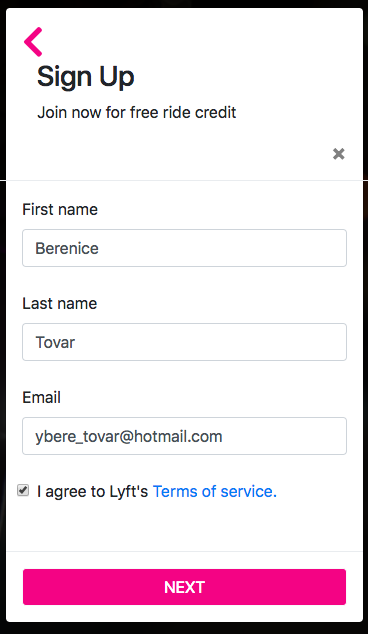 Sign Up
Join now for free ride credit
×
First name
Berenice
Last name
Tovar
Email
ybere_tovar@hotmail.com
I agree to Lyft's Terms of service.
NEXT